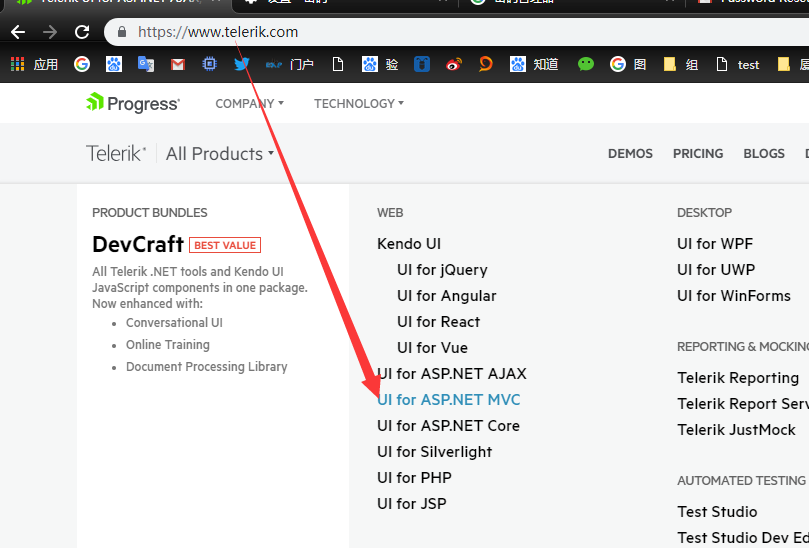 https://www.telerik.com
应用
门户
验
知道
图
组
test
Progress
COMPANY
TECHNOLOGY
Telerik
All Products
DEMOS
PRICING
BLOGS
PRODUCT BUNDLES
DevCraft BEST VALUE
All Telerik .NET tools and Kendo UI
JavaScript components in one package.
Now enhanced with:
Conversational UI
Online Training
Document Processing Library
WEB
Kendo UI
UI for jQuery
UI for Angular
UI for React
UI for Vue
UI for ASP.NET AJAX
UI for ASP.NET MVC
UI for ASP.NET Core
UI for Silverlight
UI for PHP
UI for JSP
DESKTOP
UI for WPF
UI for UWP
UI for WinForms
REPORTING & MOCKING
Telerik Reporting
Telerik Report Serv
Telerik JustMock
AUTOMATED TESTING
Test Studio
Test Studio Dev Ed